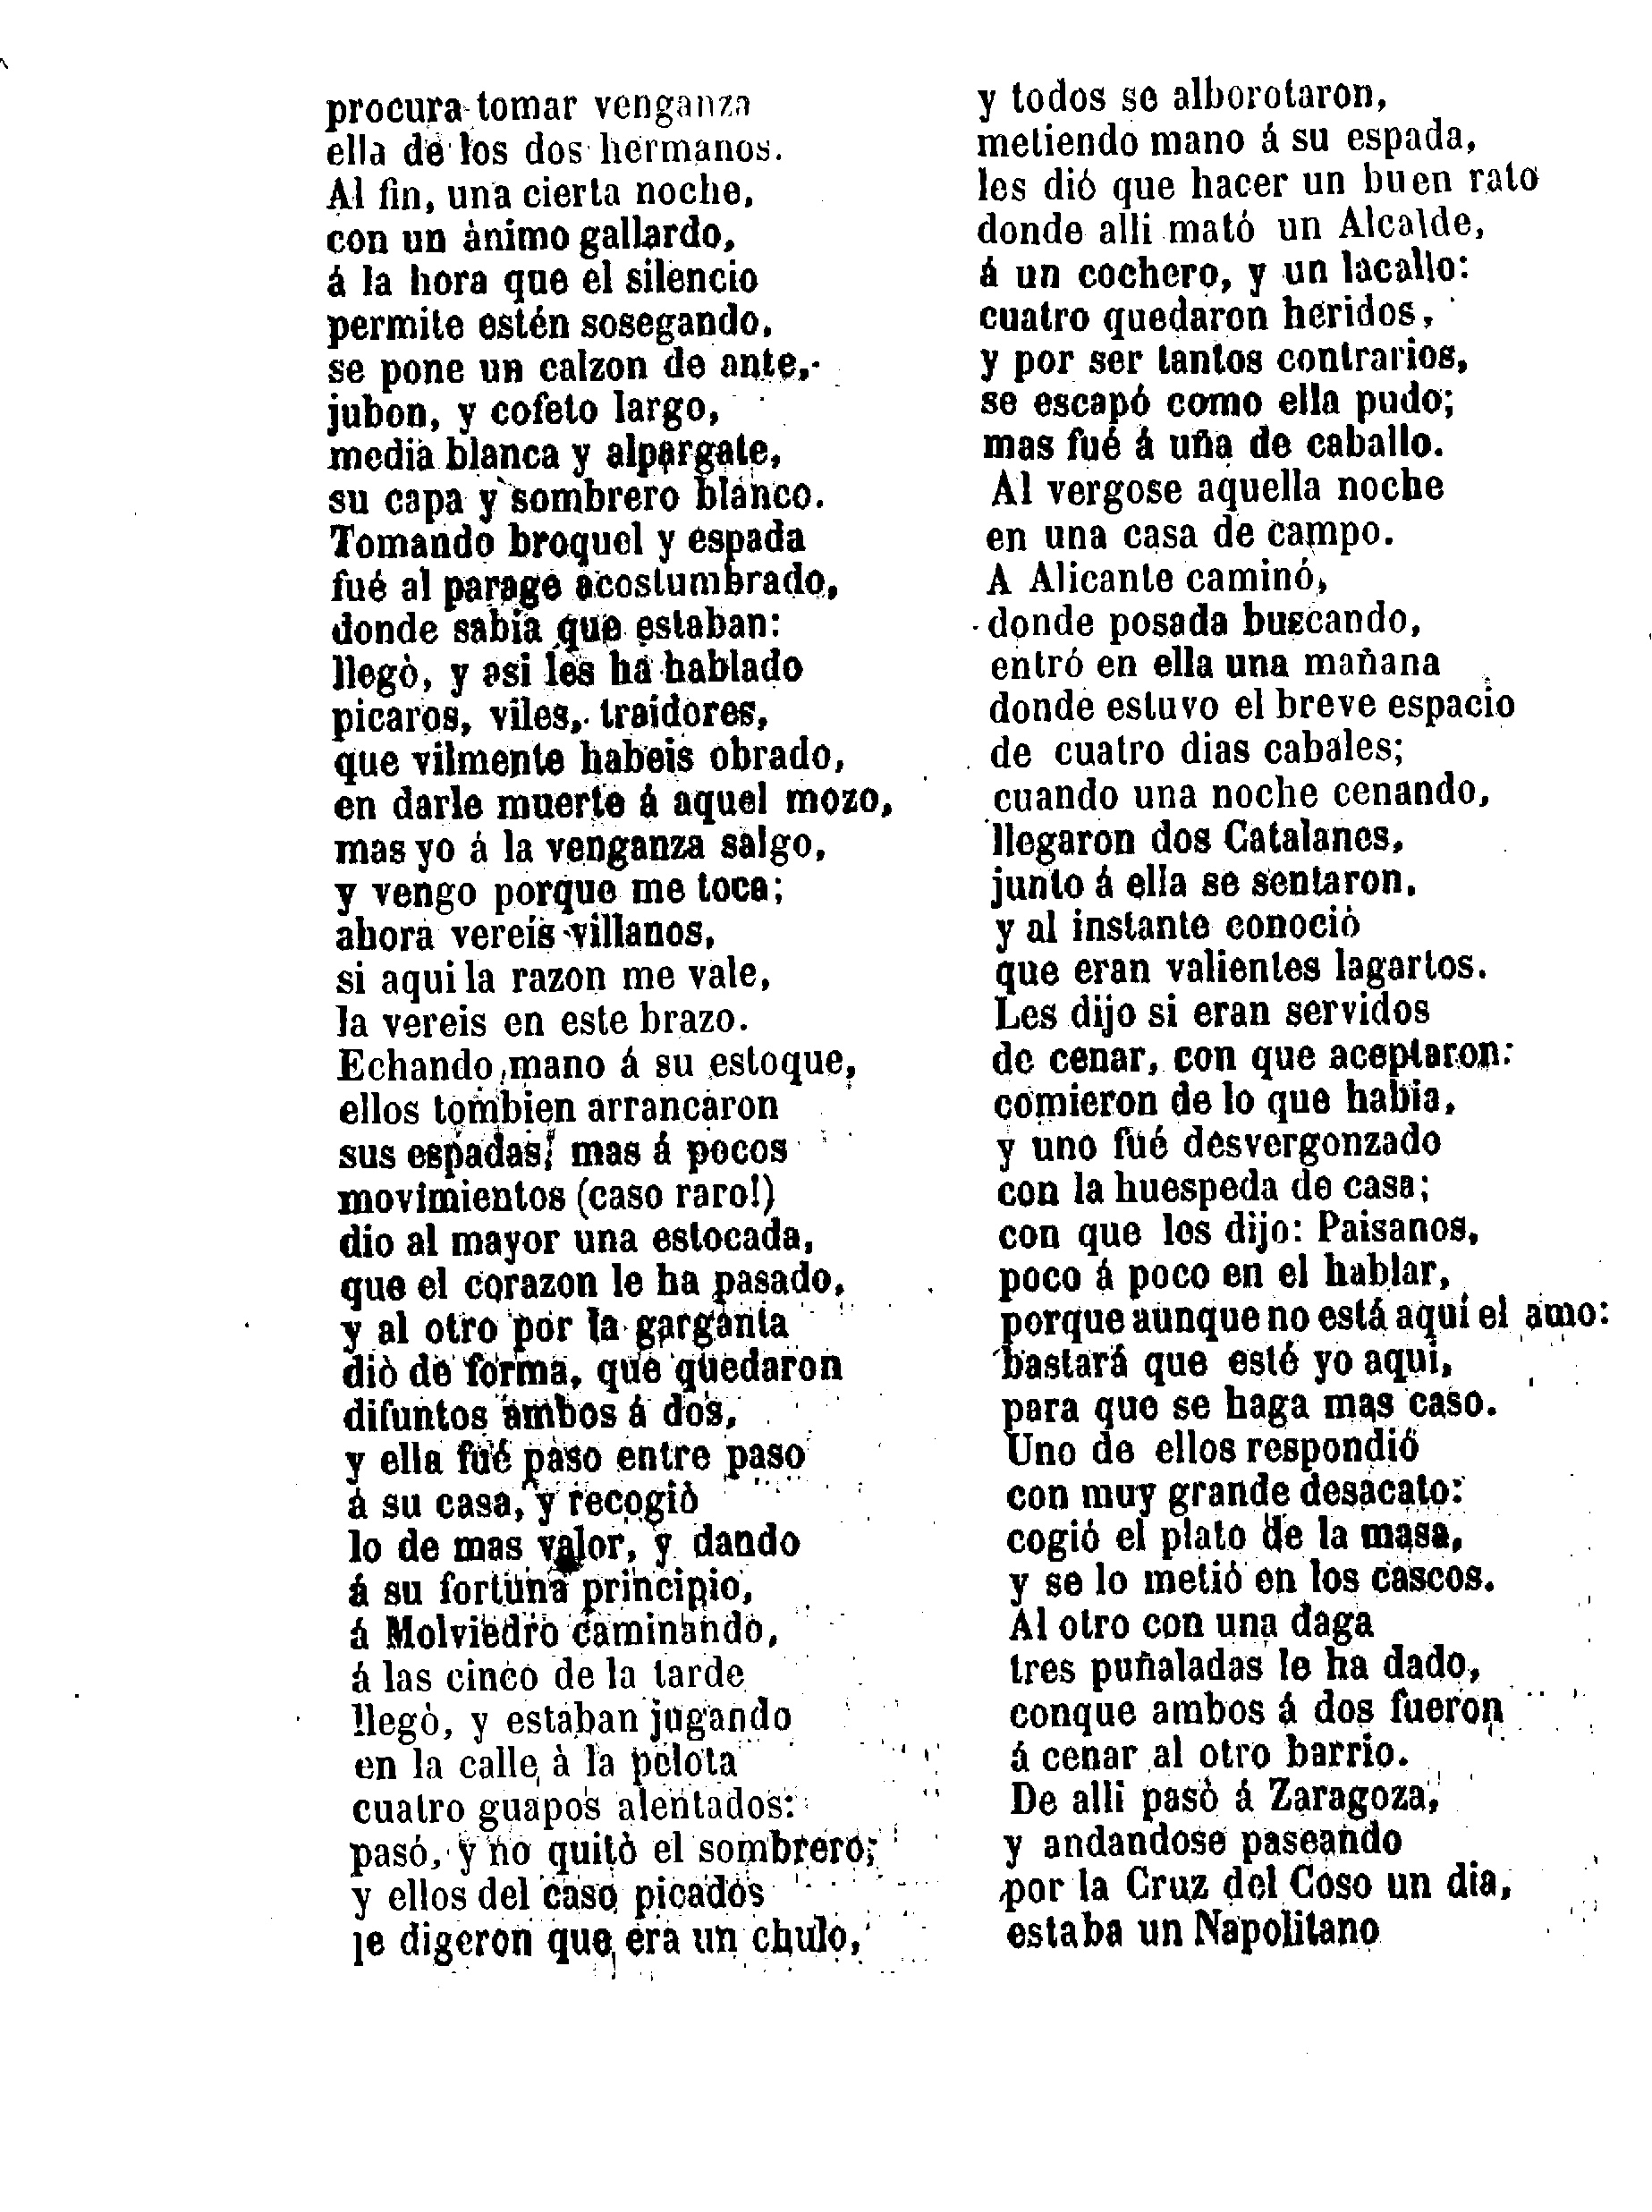 procura tomar venganza
ella de los dos hermanos.
Al fin, una cierta noche,
con un ànimo gallardo,
á la hora que el silencio
permite estén sosegando,
se pone un calzon de ante,
jubon, y cofeto largo,
media blanca y alpargate,
su capa y sombrero blanco.
Tomando broquel y espada
fué al parage acostumbrado,
donde sabia que estaban:
llegò, y asi les ha hablado
picaros, viles, traidores,
que vilmente habeis obrado,
en darle muerte á aquel mozo,
mas yo á la venganza salgo,
y vengo porque me toca;
ahora vereis villanos,
si aqui la razon me vale,
la vereis en este brazo.
Echando mano á su estoque,
ellos tombien arrancaron
sus espadas; mas á pocos
movimientos (caso raro!)
dio al mayor una estocada,
que el corazon le ha pasado,
y al otro por la garganta
diò de forma, que quedaron
difuntos ambos á dos,
y ella fué paso entre paso
á su casa, y recogiò
lo de mas valor, y dando
á su fortuna principio,
á Molviedro caminando,
á las cinco de la tarde
llegò, y estaban jugando
en la calle à la pelota
cuatro guapos alentados:
pasó, y no quitò el sombrero;
y ellos del caso picados
le digeron que era un chulo,
y todos se alborotaron,
metiendo mano á su espada,
les dió que hacer un buen rato
donde alli mató un Alcalde,
á un cochero, y un lacallo:
cuatro quedaron heridos,
y por ser tantos contrarios,
se escapó como ella pudo;
mas fué á uña de caballo.
Al vergose aquella noche
en una casa de campo.
A Alicante caminó,
donde posada buscando,
entró en ella una mañana
donde estuvo el breve espacio
de cuatro dias cabales;
cuando una noche cenando,
llegaron dos Catalanes,
junto á ella se sentaron,
y al instante conoció
que eran valientes lagartos.
Les dijo si eran servidos
de cenar, con que aceptaron:
comieron de lo que habia,
y uno fué desvergonzado
con la huespeda de casa;
con que les dijo: Paisanos,
poco á poco en el hablar,
porque aunque no está aquí el amo:
bastará que esté yo aqui,
para que se haga mas caso.
Uno de ellos respondió
con muy grande desacato:
cogió el plato de la masa,
y se lo metió en los cascos.
Al otro con una daga
tres puñaladas le ha dado,
conque ambos á dos fueron
á cenar al otro barrio.
De alli pasò á Zaragoza,
y andandose paseando
por la Cruz del Coso un dia,
estaba un Napolitano